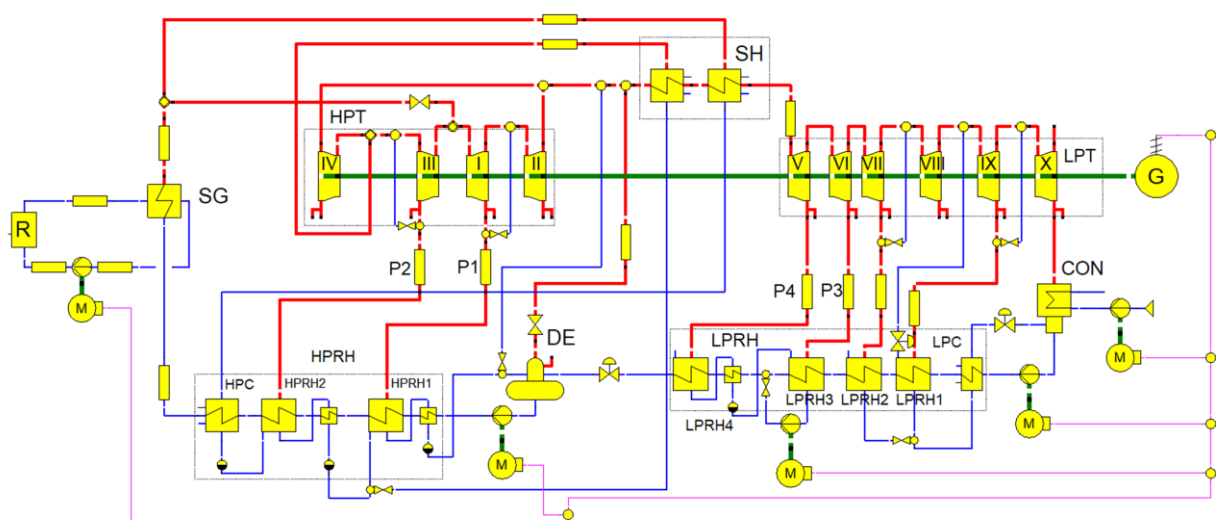 SH
HPT
IV
III
I
II
V
VI
VII
VIII
IX
X
LPT
G
SG
R
M
P2
P1
P4
P3
CON
DE
LPRH
LPC
M
HPRH
HPC
HPRH2
HPRH1
LPRH3
LPRH2
LPRH1
LPRH4
M
M
M